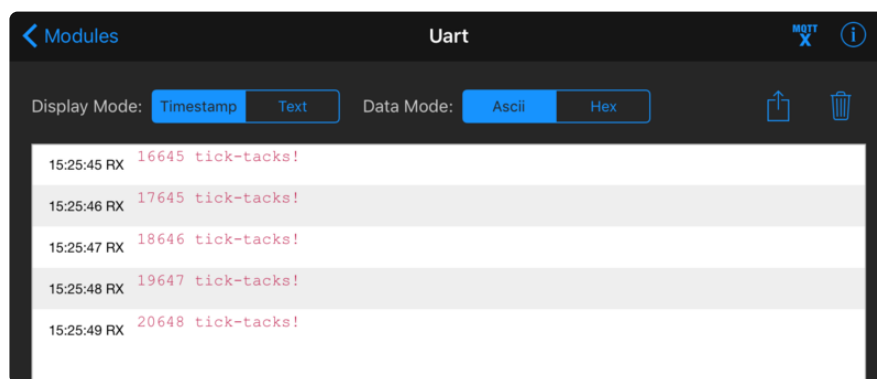 Modules Uart MQTT X i
Display Mode: Timestamp Text Data Mode: Ascii Hex
15:25:45 RX 16645 tick-tacks!
15:25:46 RX 17645 tick-tacks!
15:25:47 RX 18646 tick-tacks!
15:25:48 RX 19647 tick-tacks!
15:25:49 RX 20648 tick-tacks!